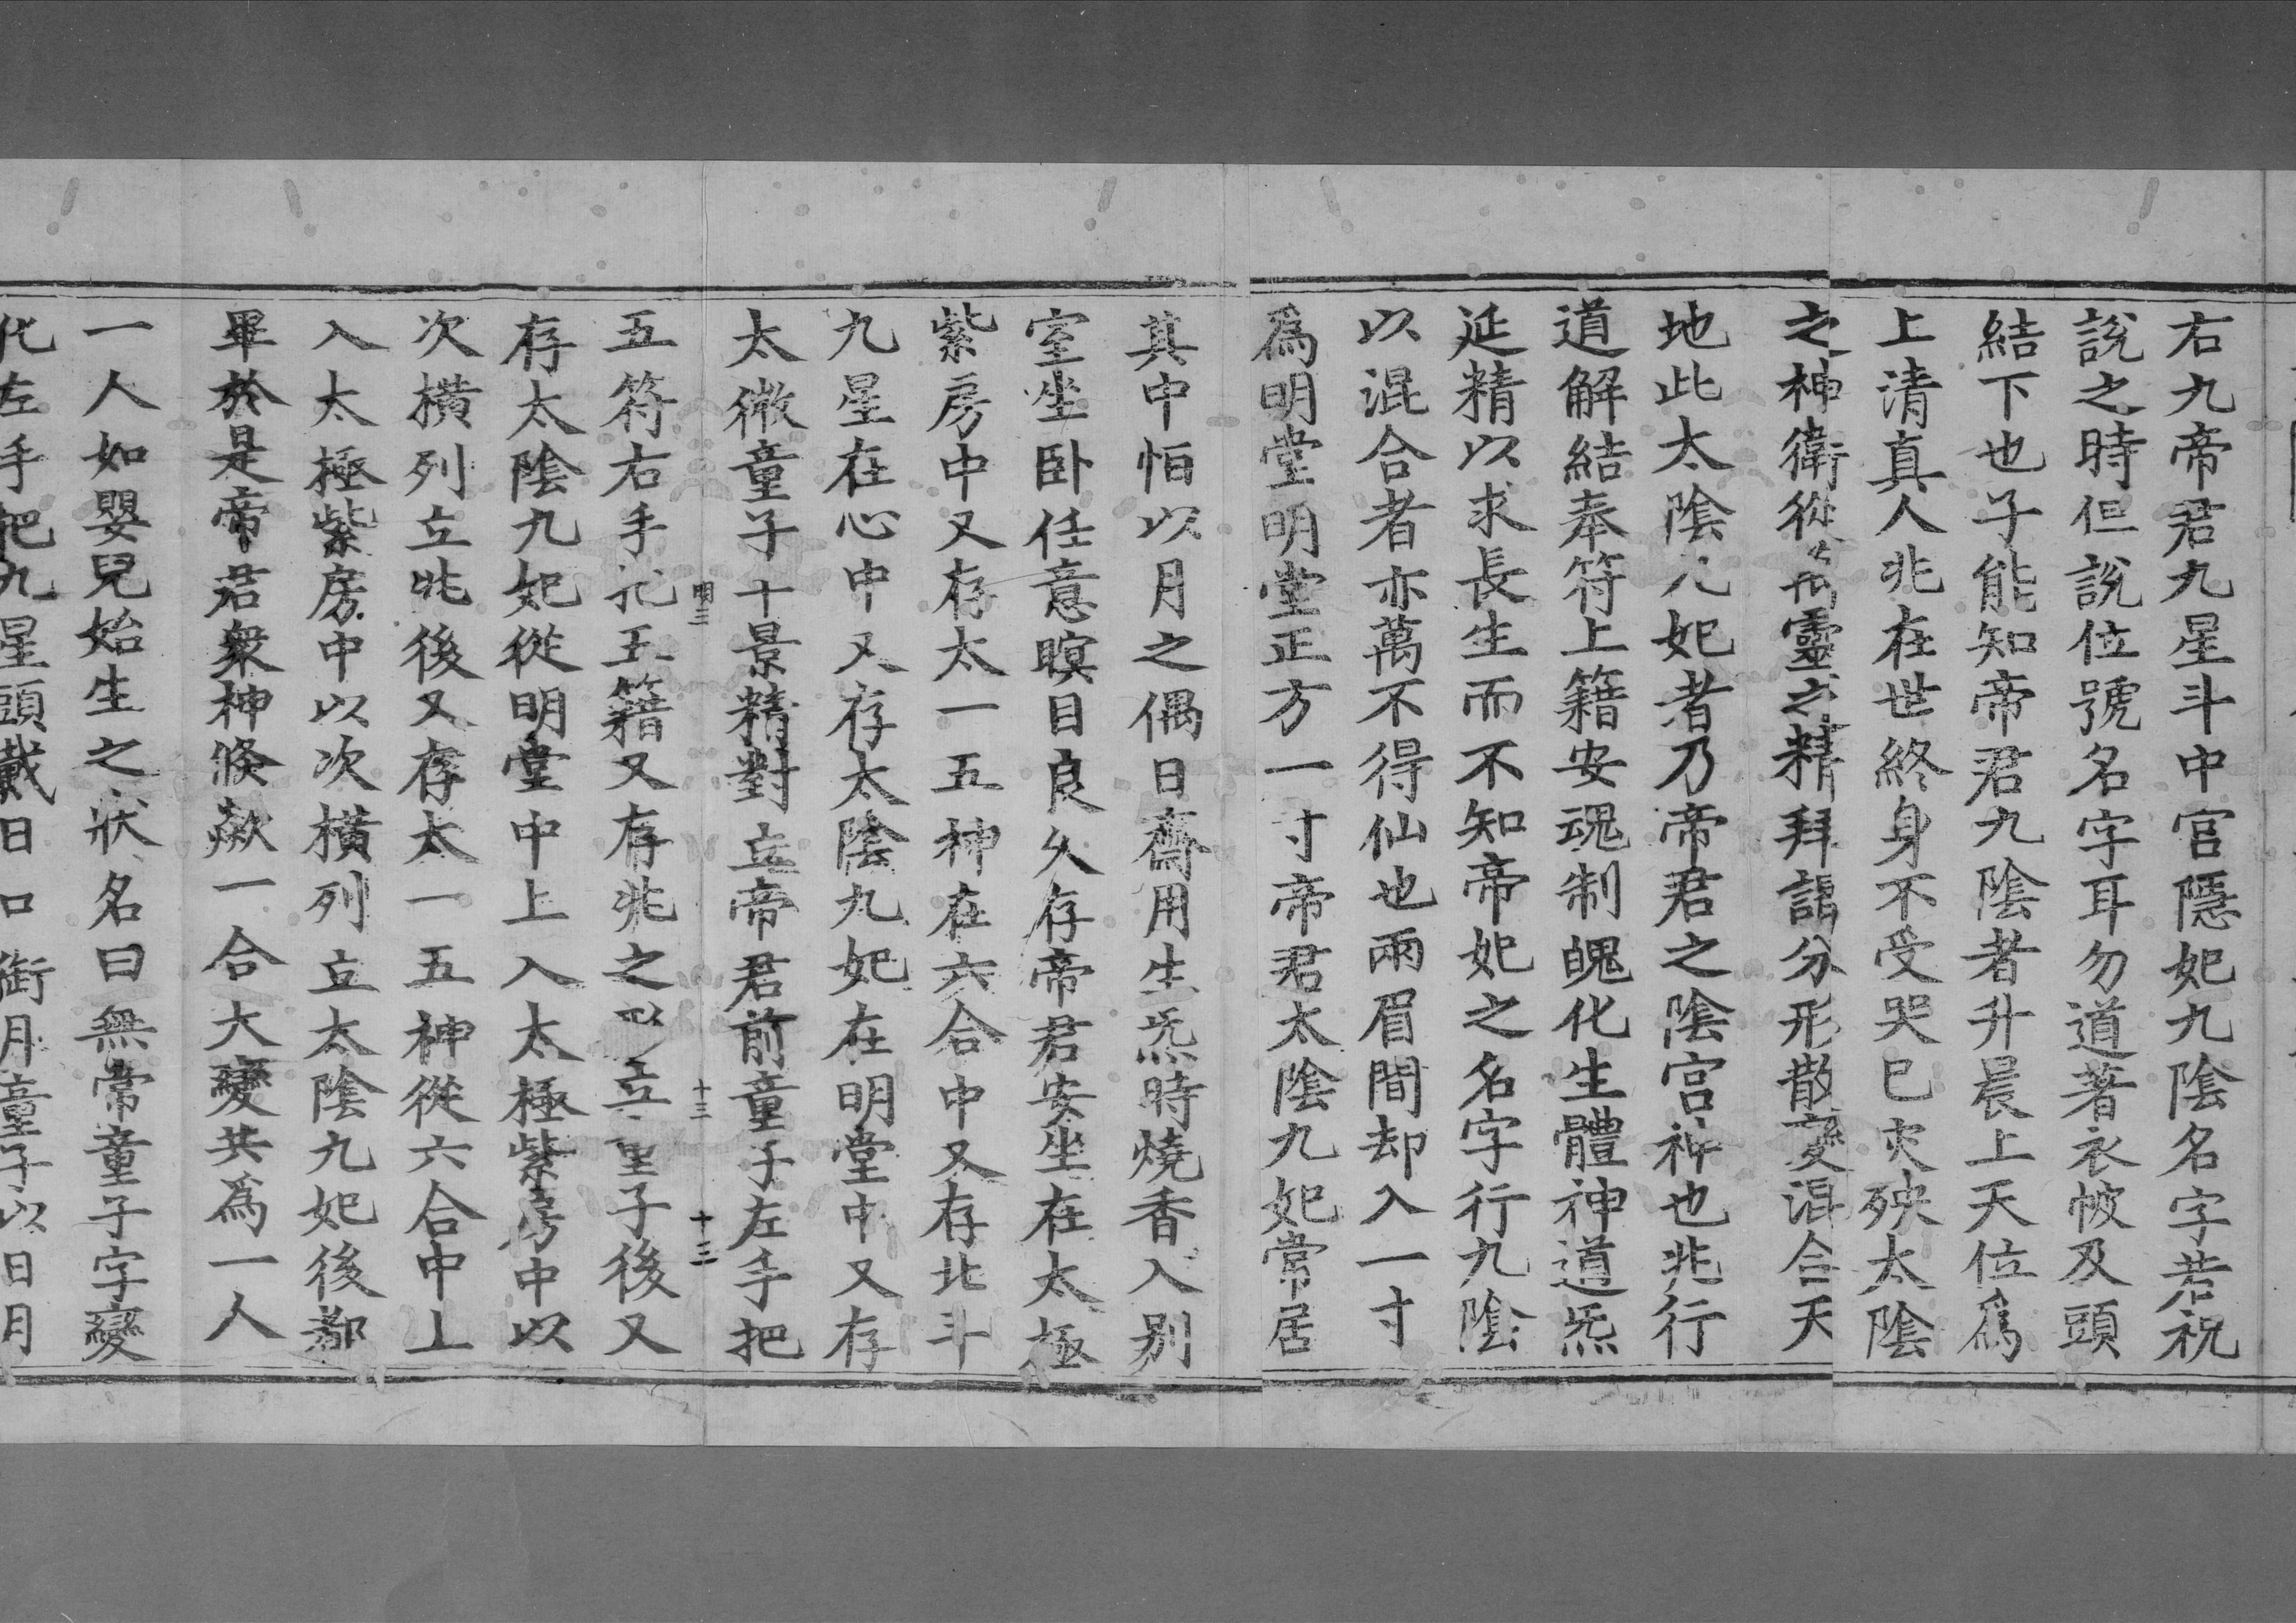 右九帝君九星斗中宫隱妃九陰名字若祝
說之時但說位號名字耳勿道著衣帔及頭
結下也子能知帝君九陰者升晨上天位爲
上清真人兆在世終身不受哭巳灾殃太陰
之神衛從靈之精拜謁分形散變混合天
地此太陰九妃者乃帝君之陰宫神也兆行
道解結奉符上籍安魂制魄化生體神道炁
延精以求長生而不知帝妃之名字行九陰
以混合者亦萬不得仙也兩眉間却入一寸
爲明堂明堂正方一寸帝君太陰九妃常居
其中恒以月之偶日齋用生炁時燒香入别
室坐卧任意瞑目良久存帝君安坐在太極
紫房中又存太一五神在六合中又存北斗
九星在心中又存太陰九妃在明堂中又存
太微童子十景精對立帝君前童子左手把
明三 十三 十三
五符右手把五籍又存兆之立童子後又
存太陰九妃從明堂中上入太極紫房中以
次横列立兆後又存太一五神從六合中上
入太極紫房中以次横列立太陰九妃後都
畢於是帝君衆神倏欻一合大變共爲一人
一人如嬰兒始生之狀名曰無常童子字變
化左手把九星頭戴日口銜月童子以日月